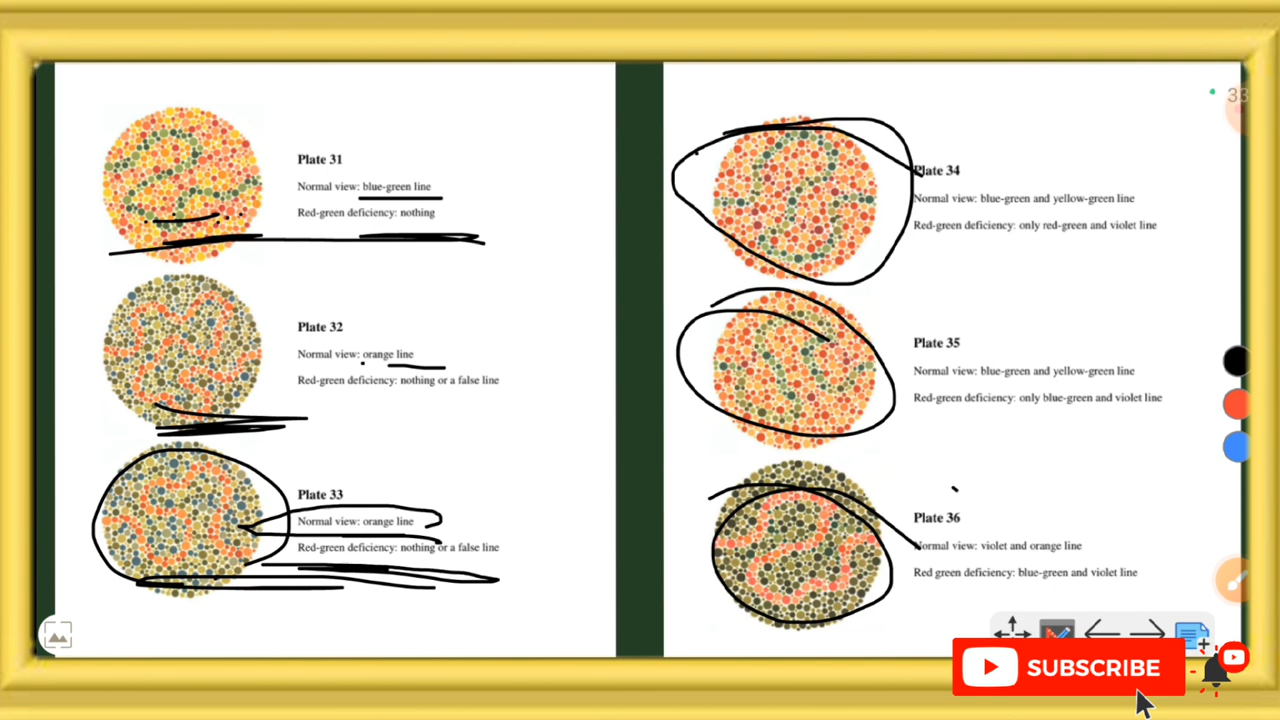 Plate 31
Normal view: blue-green line
Red-green deficiency: nothing
Plate 32
Normal view: orange line
Red-green deficiency: nothing or a false line
Plate 33
Normal view: orange line
Red-green deficiency: nothing or a false line
33
Plate 34
Normal view: blue-green and yellow-green line
Red-green deficiency: only red-green and violet line
Plate 35
Normal view: blue-green and yellow-green line
Red-green deficiency: only blue-green and violet line
Plate 36
Normal view: violet and orange line
Red green deficiency: blue-green and violet line
SUBSCRIBE